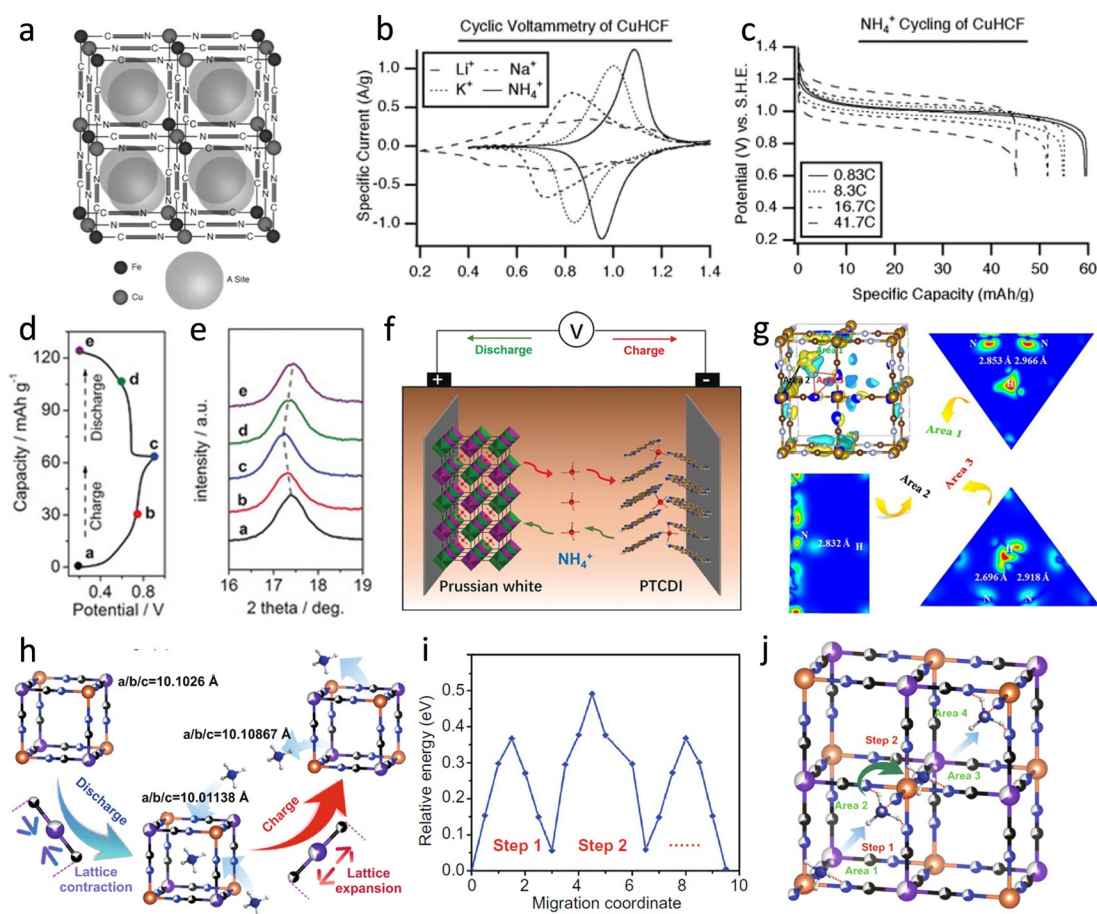 a
Fe
Cu
A Site
b
Cyclic Voltammetry of CuHCF
Li⁺
Na⁺
K⁺
NH₄⁺
Specific Current (A/g)
1.0
0.5
0.0
-0.5
-1.0
0.2 0.4 0.6 0.8 1.0 1.2 1.4
c
NH₄⁺ Cycling of CuHCF
Potential (V) vs. S.H.E.
1.4
1.2
1.0
0.8
0.6
0.4
0.2
0.83C
8.3C
16.7C
41.7C
0 10 20 30 40 50 60
Specific Capacity (mAh/g)
d
Capacity / mAh g⁻¹
120
90
60
30
0
e
d
c
b
a
Discharge
Charge
0.2 0.4 0.6 0.8
Potential / V
e
intensity / a.u.
e
d
c
b
a
16 17 18 19
2 theta / deg.
f
V
Discharge
Charge
+
-
Prussian white
NH₄⁺
PTCDI
g
Area 1
Area 2
N
N
2.853 Å 2.966 Å
H
Area 1
Area 2
Area 3
N
2.832 Å
H
H
2.696 Å 2.918 Å
N
N
h
a/b/c=10.1026 Å
a/b/c=10.10867 Å
a/b/c=10.01138 Å
Discharge
Charge
Lattice
contraction
Lattice
expansion
i
Relative energy (eV)
0.5
0.4
0.3
0.2
0.1
0.0
Step 1
Step 2
......
0 2 4 6 8 10
Migration coordinate
j
Area 4
Step 2
Area 3
Area 2
Step 1
Area 1